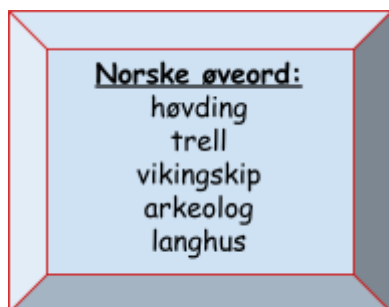 Norske øveord:
høvding
trell
vikingskip
arkeolog
langhus